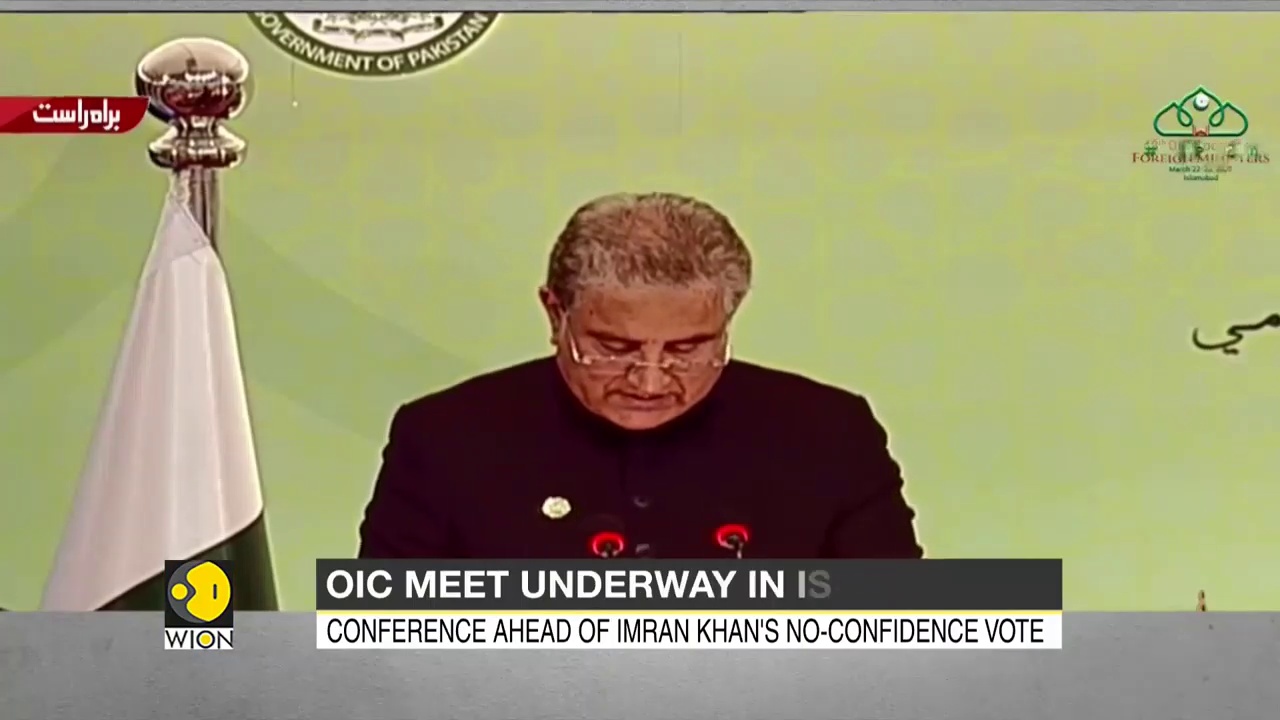 GOVERNMENT OF PAKISTAN
براہ راست
FOREIGN MINISTERS
Islamabad
OIC MEET UNDERWAY IN IS
CONFERENCE AHEAD OF IMRAN KHAN'S NO-CONFIDENCE VOTE
WION